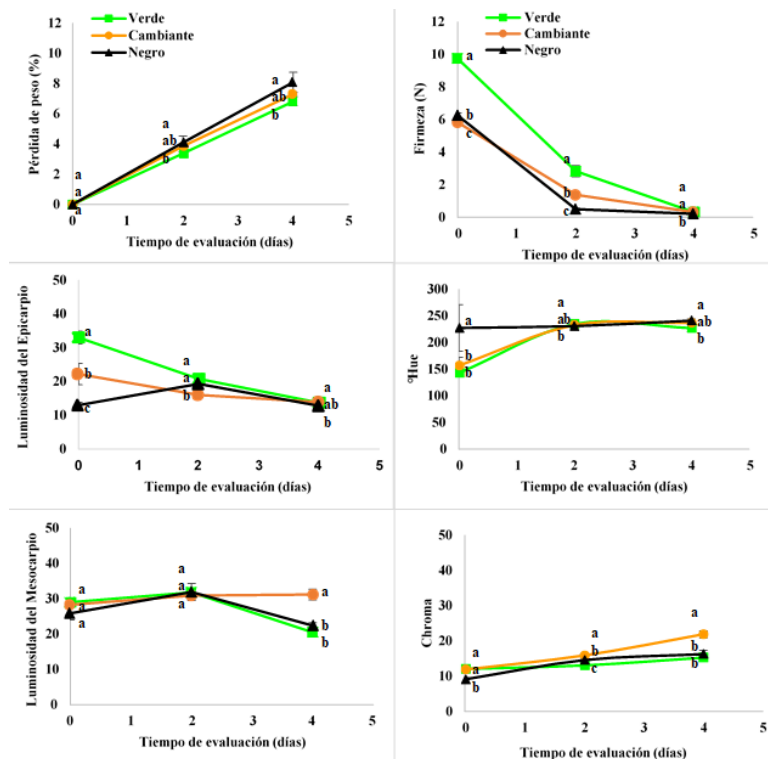 Verde
Cambiante
Negro
Pérdida de peso (%)
12
10
8
6
4
2
0
a
ab
b
a
ab
b
a
a
a
0 1 2 3 4 5
Tiempo de evaluación (días)
Verde
Cambiante
Negro
Firmeza (N)
12
10
8
6
4
2
0
a
b
c
a
b
c
a
a
b
0 1 2 3 4 5
Tiempo de evaluación (días)
Luminosidad del Epicarpio
50
40
30
20
10
0
a
b
c
a
a
b
a
ab
b
0 1 2 3 4 5
Tiempo de evaluación (días)
°Hue
300
250
200
150
100
50
0
a
b
b
a
ab
b
a
ab
b
0 1 2 3 4 5
Tiempo de evaluación (días)
Luminosidad del Mesocarpio
50
40
30
20
10
0
a
a
a
a
a
a
a
b
b
0 1 2 3 4 5
Tiempo de evaluación (días)
Chroma
50
40
30
20
10
0
a
a
b
a
b
c
a
b
b
0 1 2 3 4 5
Tiempo de evaluación (días)